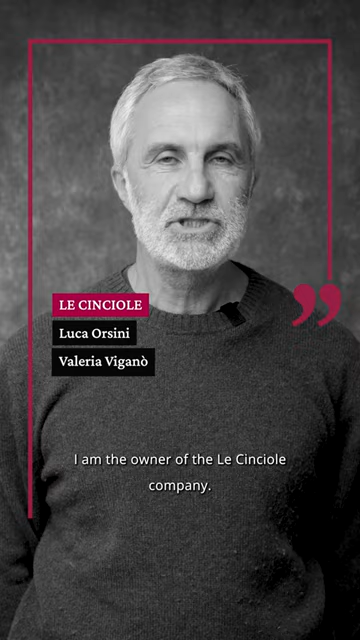 LE CINCIOLE
Luca Orsini
Valeria Viganò
I am the owner of the Le Cinciole
company.